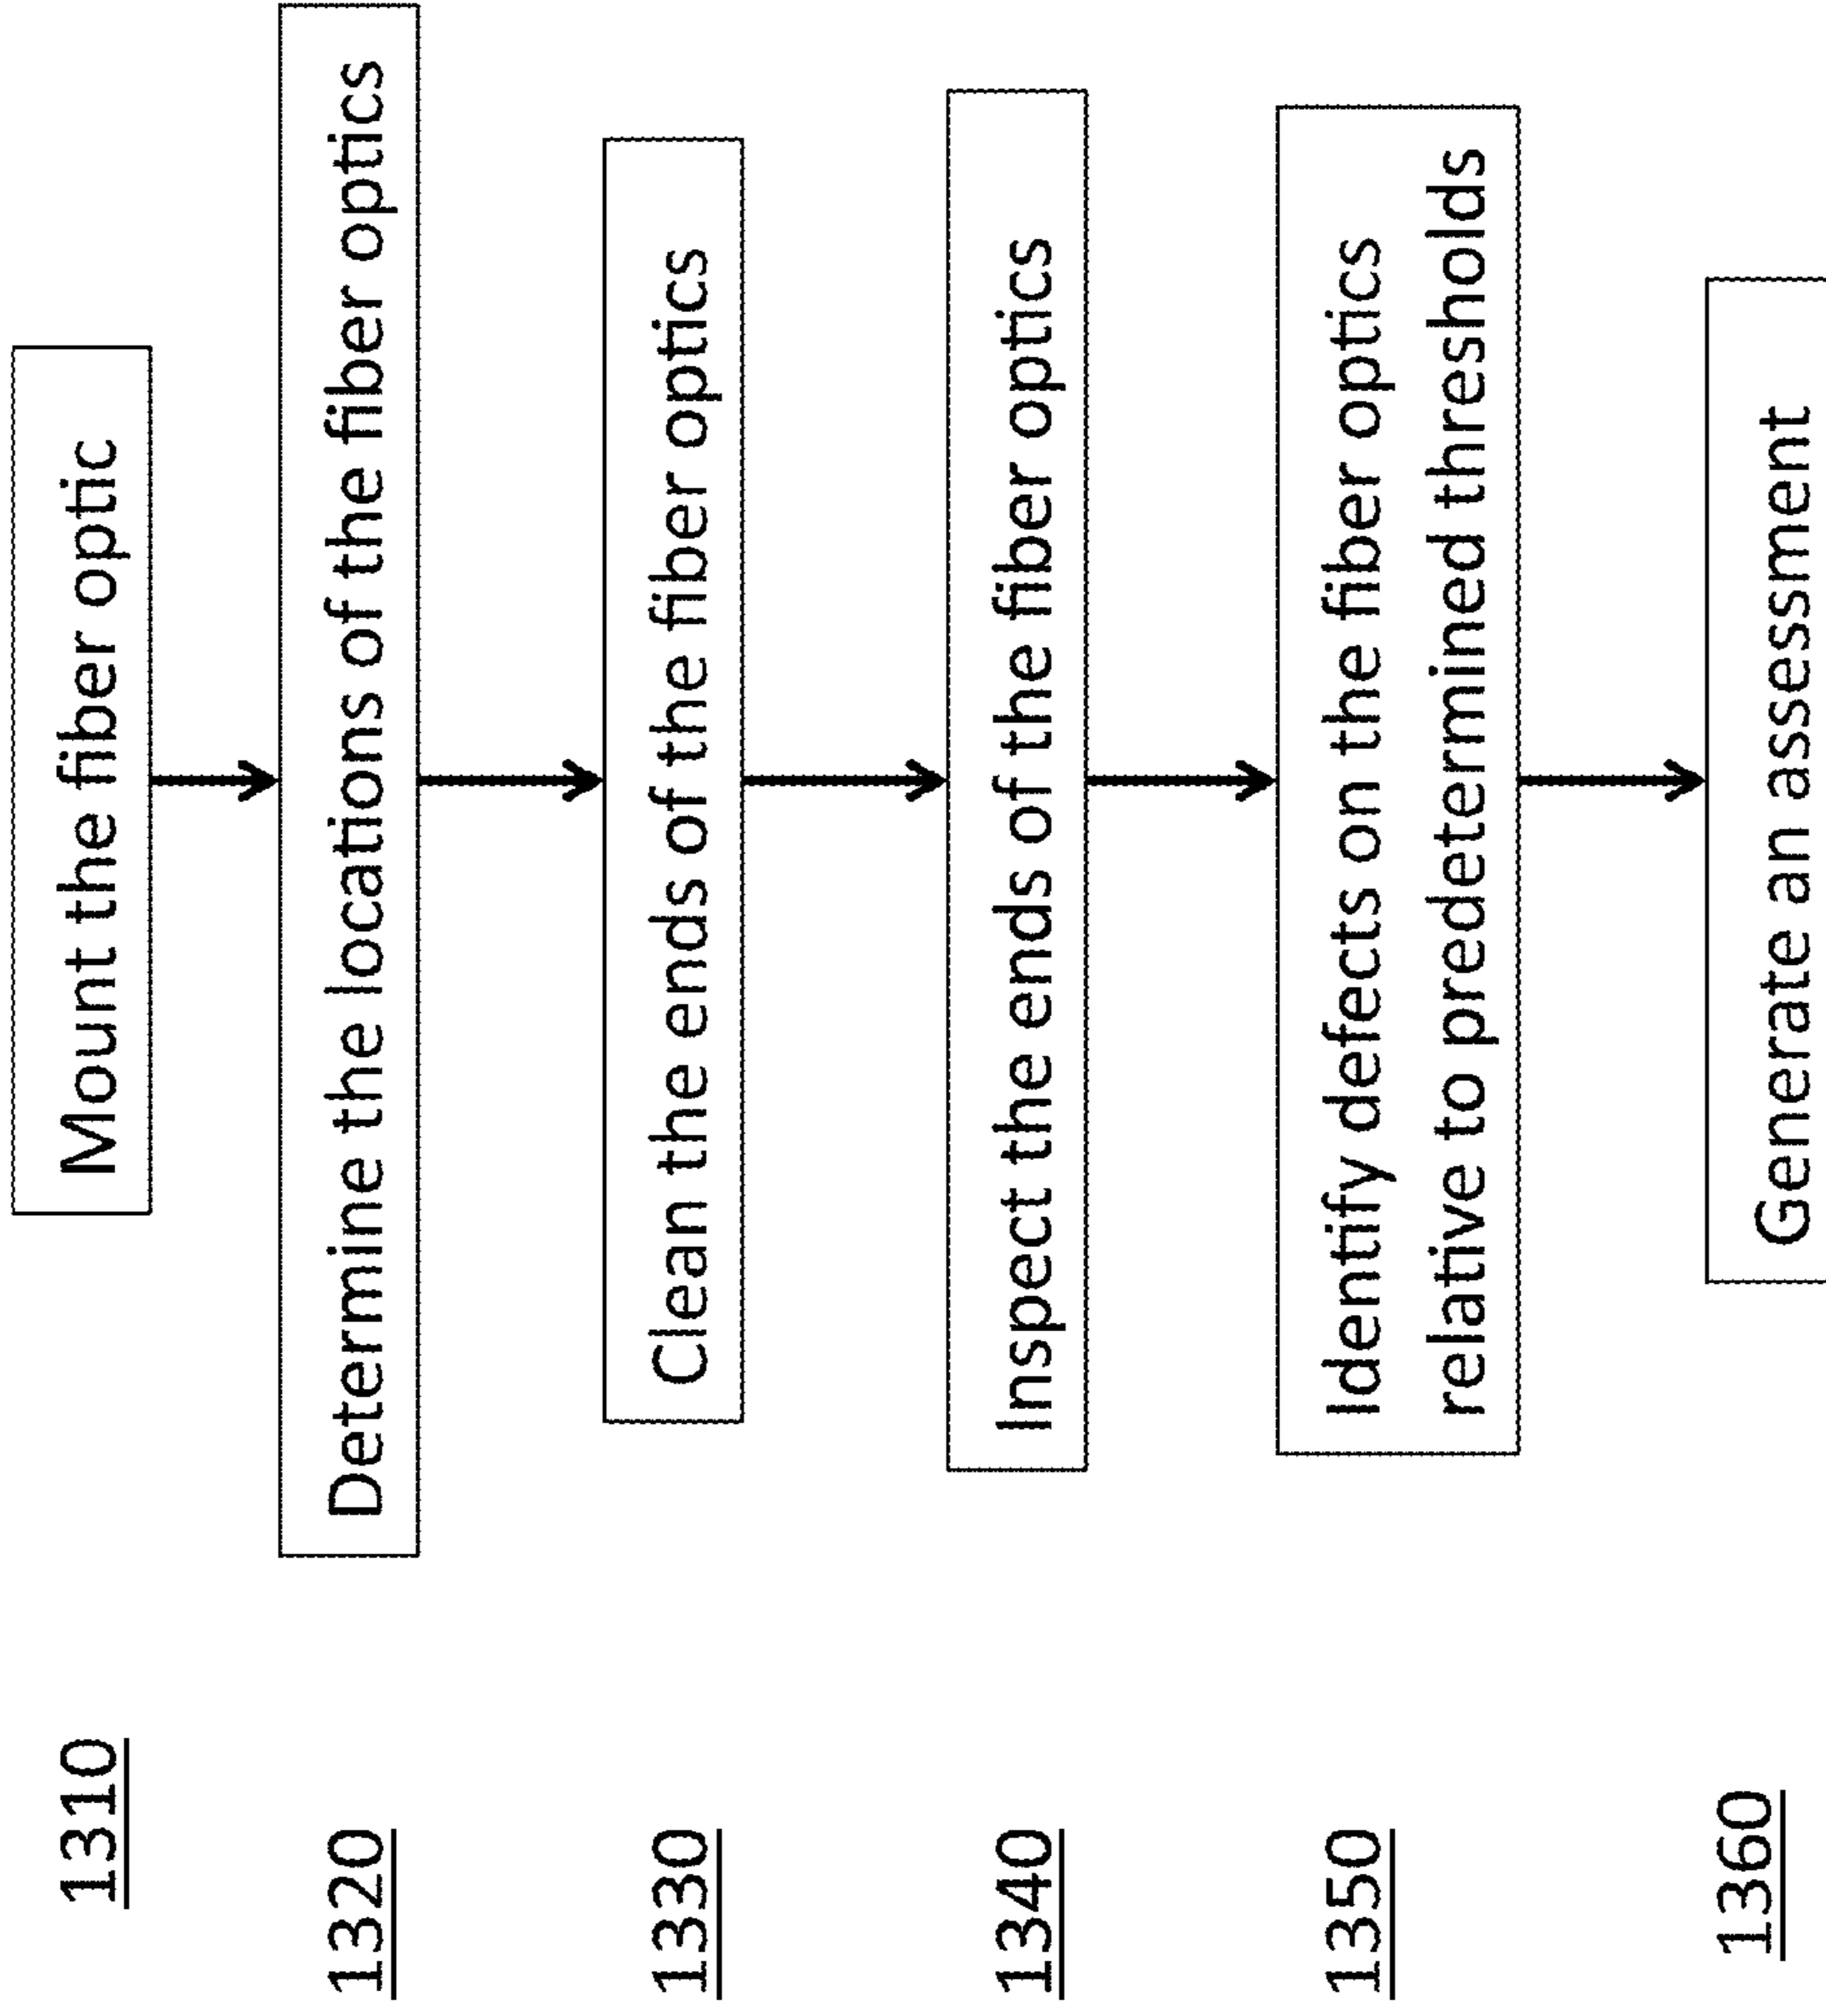 1310
Mount the fiber optic
1320
Determine the locations of the fiber optics
1330
Clean the ends of the fiber optics
1340
Inspect the ends of the fiber optics
1350
Identify defects on the fiber optics
relative to predetermined thresholds
1360
Generate an assessment